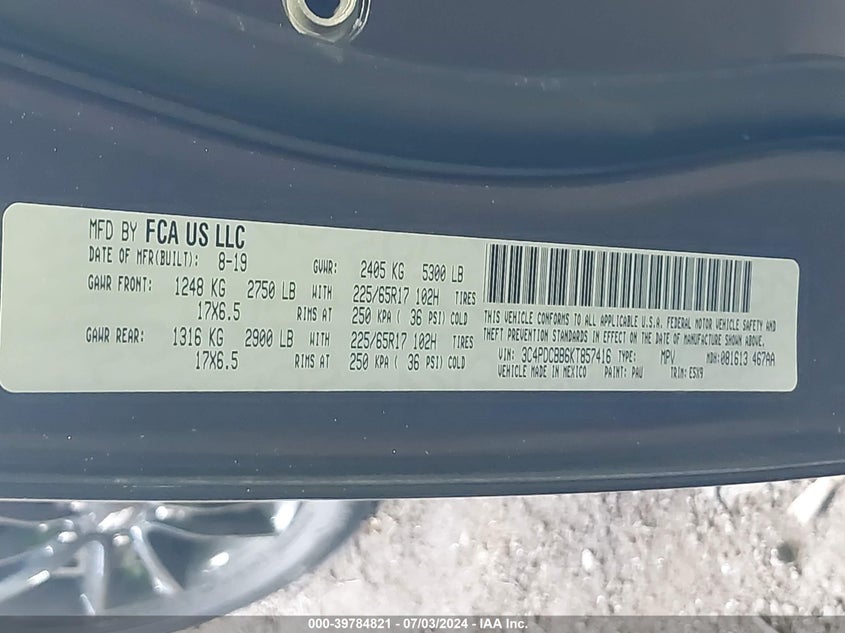 MFD BY FCA US LLC
DATE OF MFR(BUILT): 8-19 GVWR: 2405 KG 5300 LB
GAWR FRONT: 1248 KG 2750 LB WITH 225/65R17 102H TIRES
17X6.5 RIMS AT 250 KPA ( 36 PSI) COLD
GAWR REAR: 1316 KG 2900 LB WITH 225/65R17 102H TIRES
17X6.5 RIMS AT 250 KPA ( 36 PSI) COLD
THIS VEHICLE CONFORMS TO ALL APPLICABLE U.S.A. FEDERAL MOTOR VEHICLE SAFETY AND
THEFT PREVENTION STANDARDS IN EFFECT ON THE DATE OF MANUFACTURE SHOWN ABOVE.
VIN: 3C4PDCBB6KT857416 TYPE: MPV MDH: 081613 467AA
VEHICLE MADE IN MEXICO PAINT: PAU TRIM: E5X9
000-39784821 - 07/03/2024 - IAA Inc.